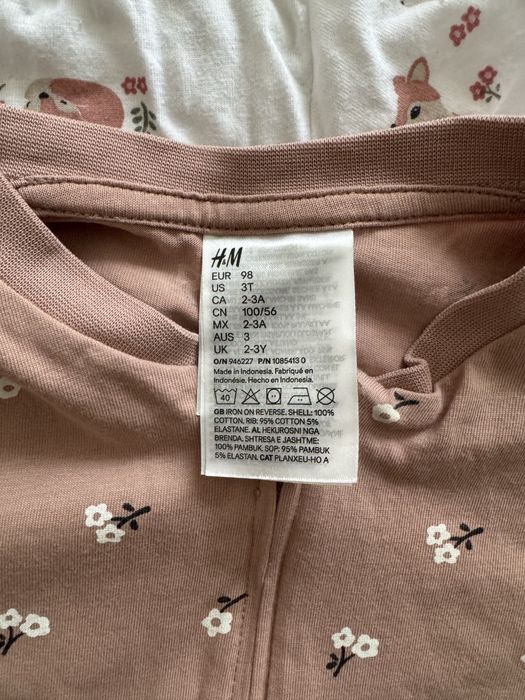 H&M
EUR 98
US 3T
CA 2-3A
CN 100/56
MX 2-3A
AUS 3
UK 2-3Y
O/N 946227 P/N 1085413 0
Made in Indonesia. Fabriqué en
Indonésie. Hecho en Indonesia.
40
GB IRON ON REVERSE. SHELL: 100%
COTTON, RIB: 95% COTTON 5%
ELASTANE. AL HEKUROSNI NGA
BRENDA. SHTRESA E JASHTME:
100% PAMBUK, SOP: 95% PAMBUK
5% ELASTAN. CAT PLANXEU-HO A